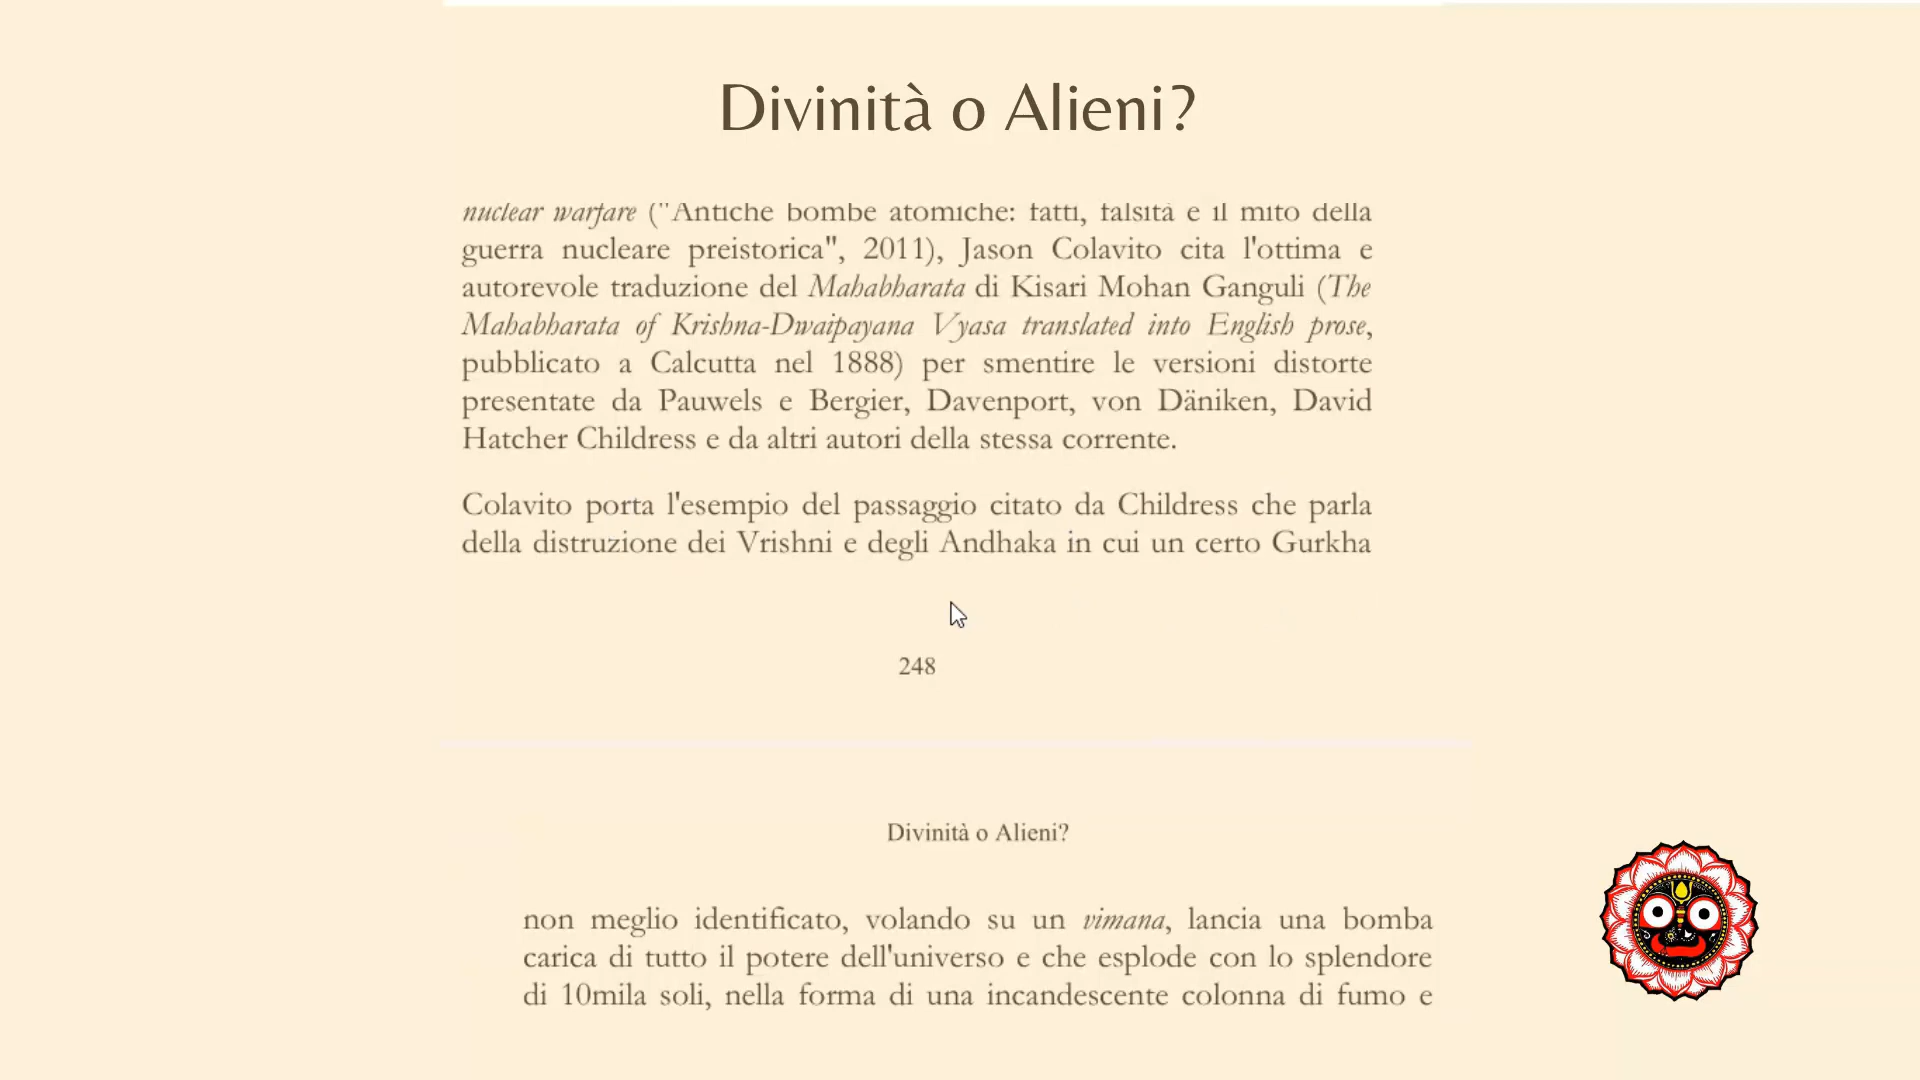 Divinità o Alieni?
nuclear warfare ("Antiche bombe atomiche: fatti, falsità e il mito della
guerra nucleare preistorica", 2011), Jason Colavito cita l'ottima e
autorevole traduzione del Mahabharata di Kisari Mohan Ganguli (The
Mahabharata of Krishna-Dwaipayana Vyasa translated into English prose,
pubblicato a Calcutta nel 1888) per smentire le versioni distorte
presentate da Pauwels e Bergier, Davenport, von Däniken, David
Hatcher Childress e da altri autori della stessa corrente.
Colavito porta l'esempio del passaggio citato da Childress che parla
della distruzione dei Vrishni e degli Andhaka in cui un certo Gurkha
248
Divinità o Alieni?
non meglio identificato, volando su un vimana, lancia una bomba
carica di tutto il potere dell'universo e che esplode con lo splendore
di 10mila soli, nella forma di una incandescente colonna di fumo e